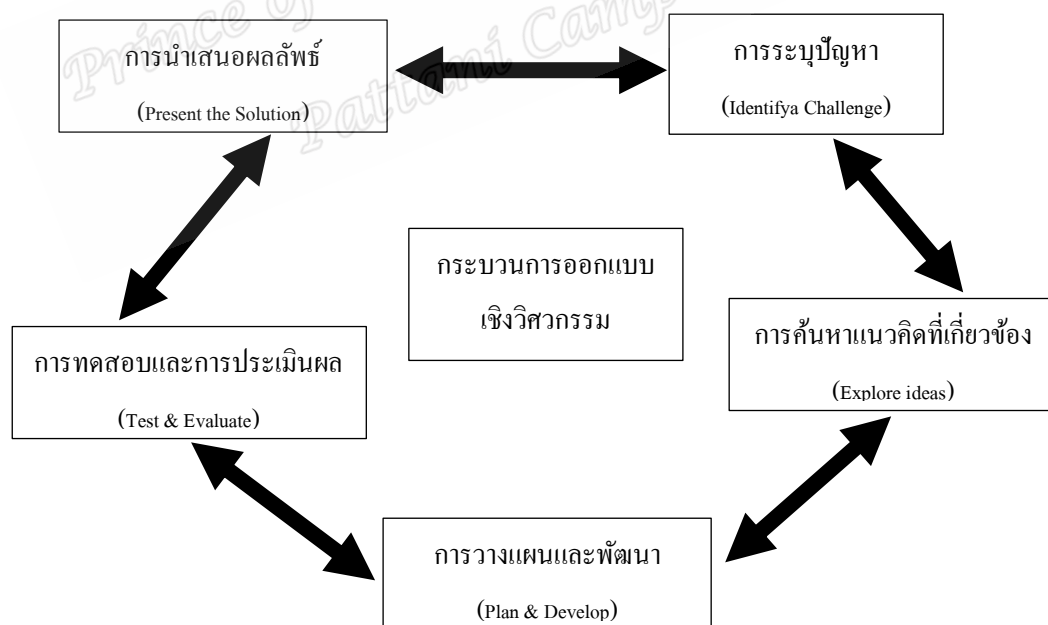 Prince of
Pattani Camp
การนำเสนอผลลัพธ์
(Present the Solution)
การระบุปัญหา
(Identifya Challenge)
กระบวนการออกแบบ
เชิงวิศวกรรม
การทดสอบและการประเมินผล
(Test & Evaluate)
การค้นหาแนวคิดที่เกี่ยวข้อง
(Explore ideas)
การวางแผนและพัฒนา
(Plan & Develop)